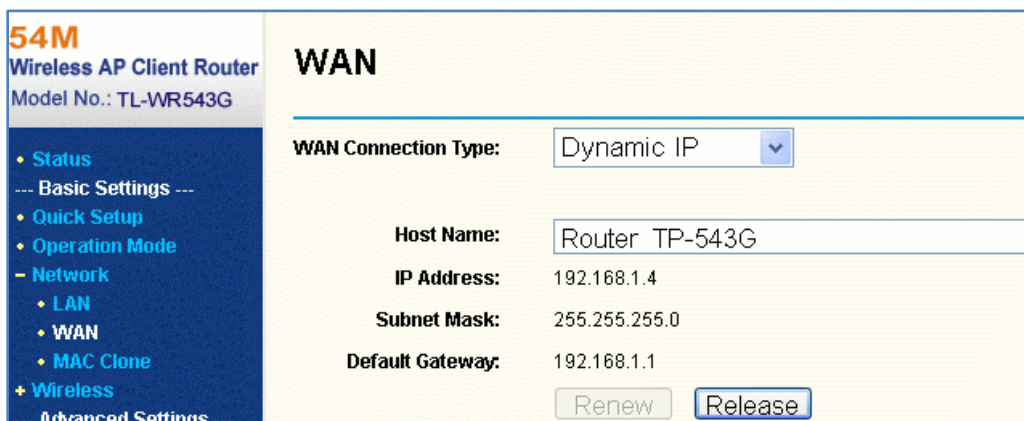 54M
Wireless AP Client Router
Model No.: TL-WR543G
• Status
--- Basic Settings ---
• Quick Setup
• Operation Mode
– Network
• LAN
• WAN
• MAC Clone
+ Wireless
Advanced Settings
WAN
WAN Connection Type: Dynamic IP
Host Name: Router TP-543G
IP Address: 192.168.1.4
Subnet Mask: 255.255.255.0
Default Gateway: 192.168.1.1
Renew Release